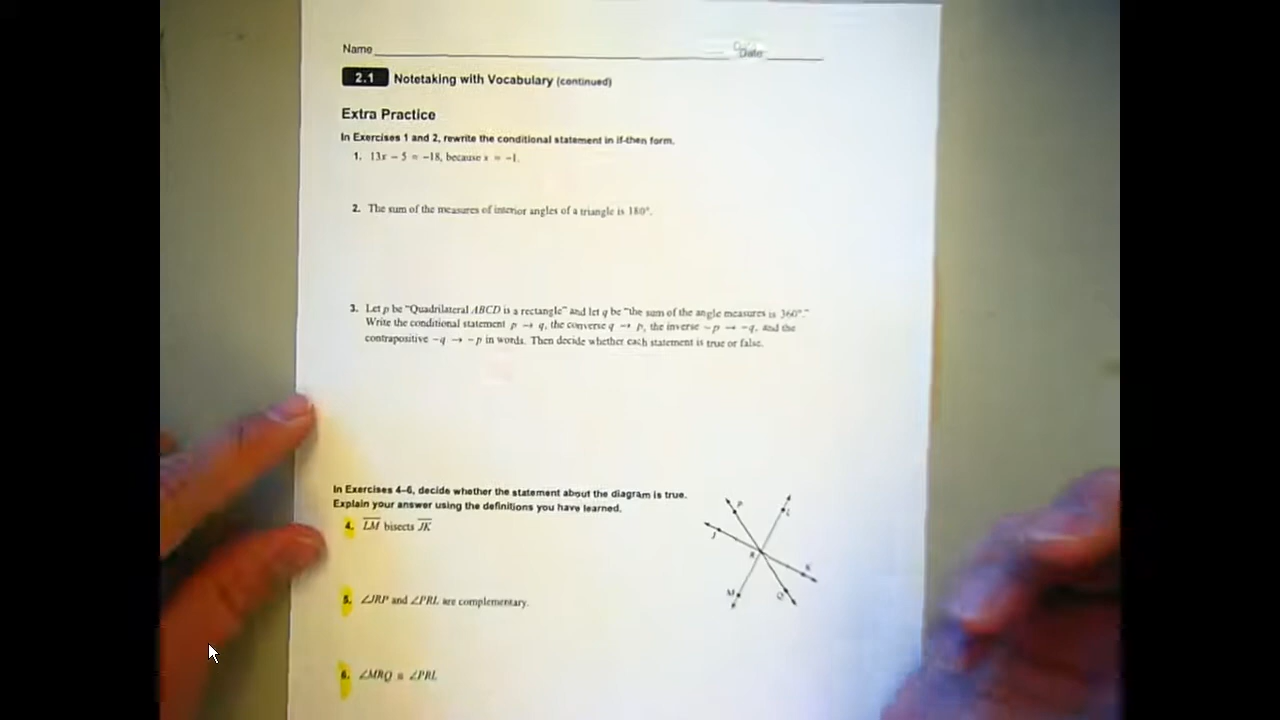 Name Date
2.1 Notetaking with Vocabulary (continued)
Extra Practice
In Exercises 1 and 2, rewrite the conditional statement in if-then form.
1. 13x − 5 = −18, because x = −1.
2. The sum of the measures of interior angles of a triangle is 180°.
3. Let p be "Quadrilateral ABCD is a rectangle" and let q be "the sum of the angle measures is 360°."
Write the conditional statement p → q, the converse q → p, the inverse ~p → ~q, and the
contrapositive ~q → ~p in words. Then decide whether each statement is true or false.
In Exercises 4–6, decide whether the statement about the diagram is true.
Explain your answer using the definitions you have learned.
4. LM bisects JK
5. ∠JRP and ∠PRL are complementary.
6. ∠MRQ ≅ ∠PRL
P
L
J
R
K
M
Q